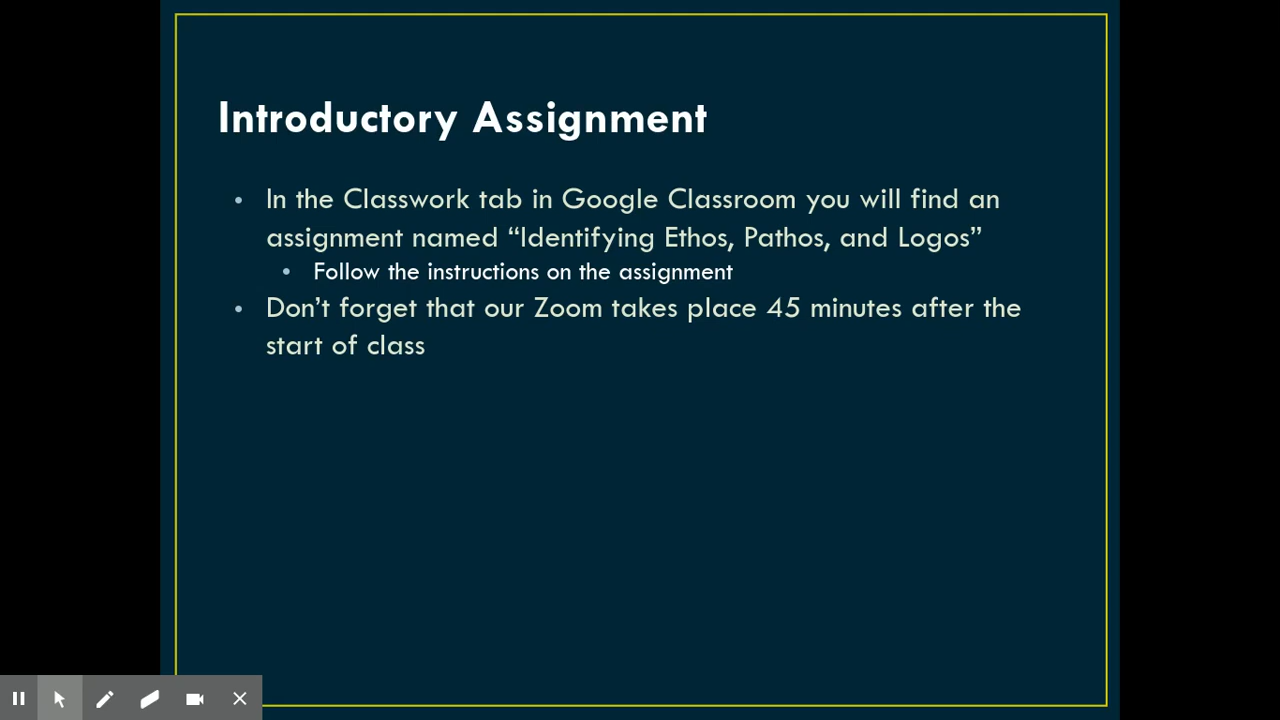 Introductory Assignment
In the Classwork tab in Google Classroom you will find an
assignment named “Identifying Ethos, Pathos, and Logos”
Follow the instructions on the assignment
Don’t forget that our Zoom takes place 45 minutes after the
start of class